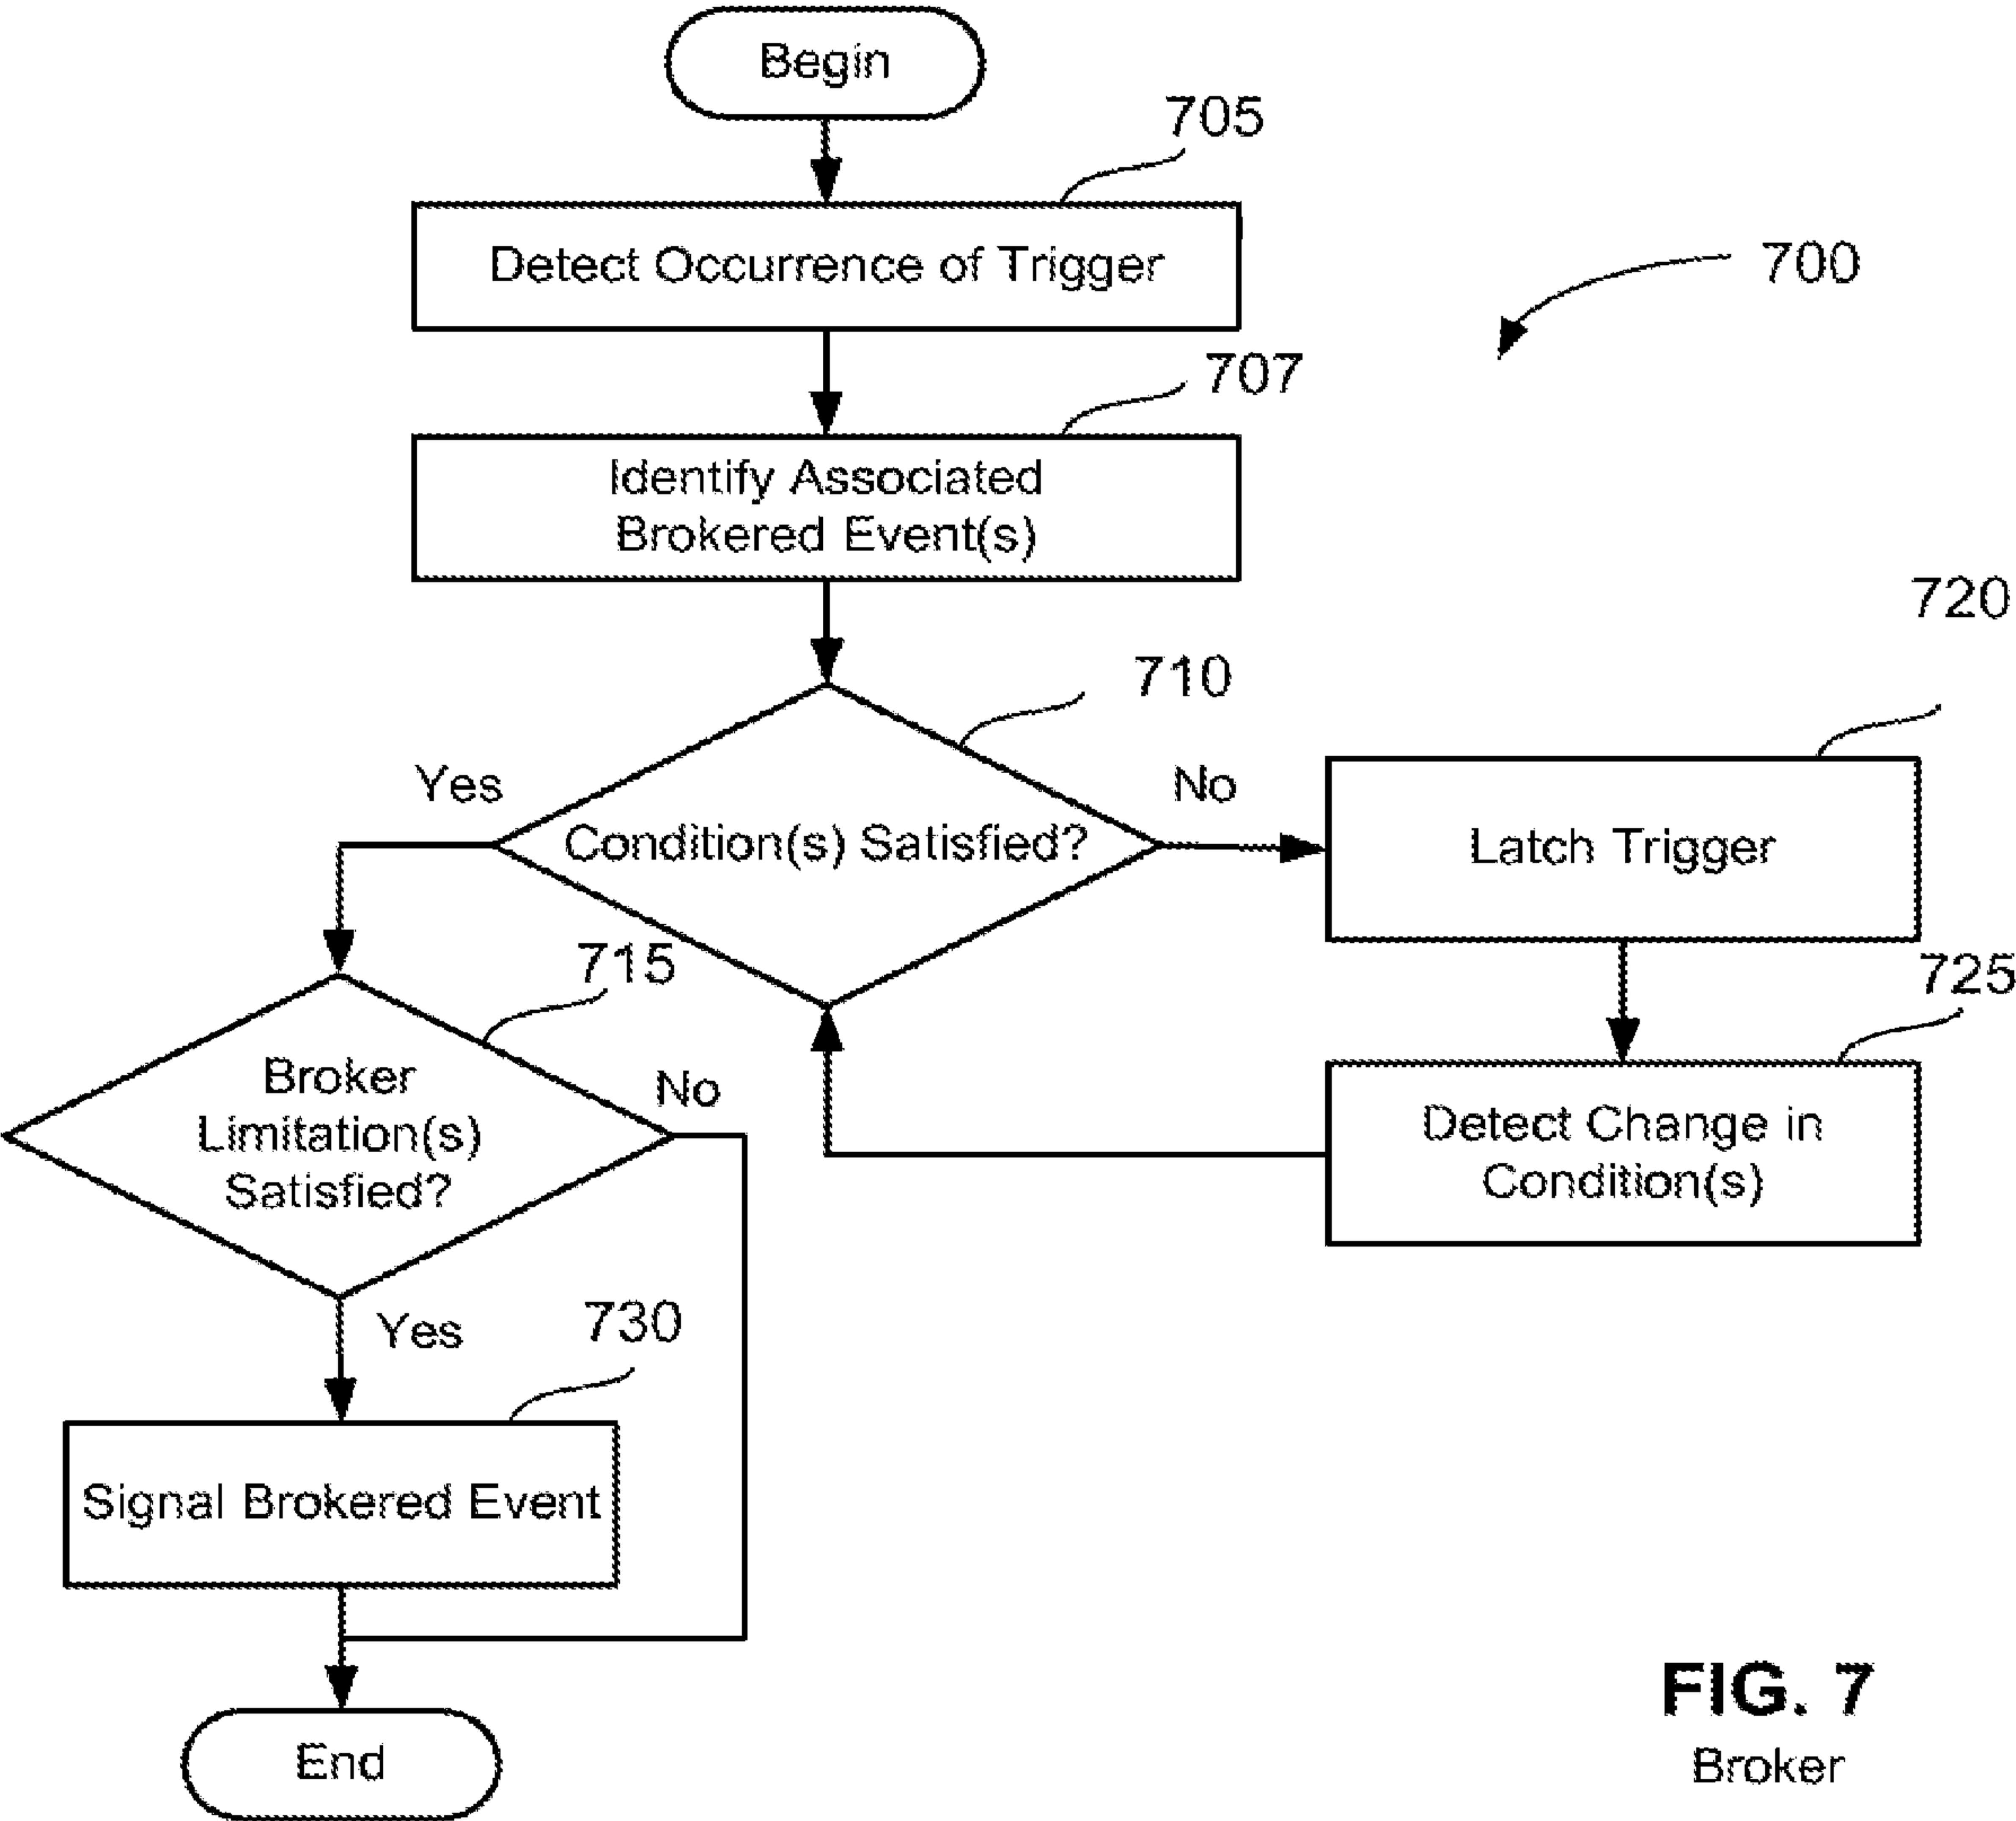 Begin
705
Detect Occurrence of Trigger
700
707
Identify Associated
Brokered Event(s)
720
710
Yes
No
Condition(s) Satisfied?
Latch Trigger
715
725
Broker
Limitation(s)
Satisfied?
No
Detect Change in
Condition(s)
Yes
730
Signal Brokered Event
End
FIG. 7
Broker